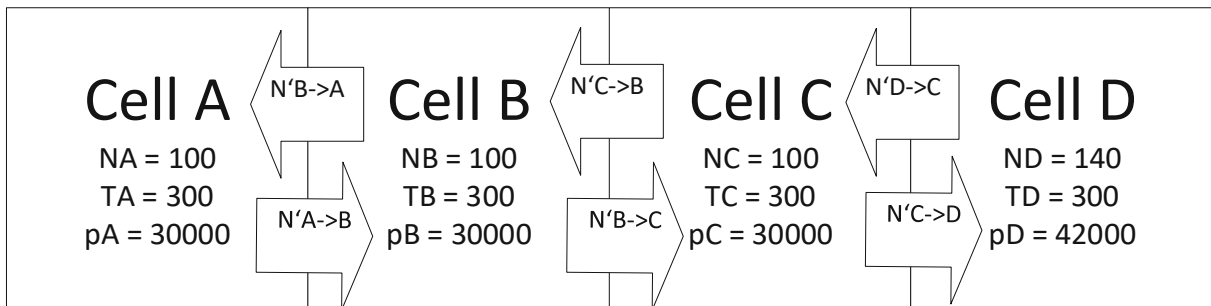 Cell A
NA = 100
TA = 300
pA = 30000
N‘B->A
N‘A->B
Cell B
NB = 100
TB = 300
pB = 30000
N‘C->B
N‘B->C
Cell C
NC = 100
TC = 300
pC = 30000
N‘D->C
N‘C->D
Cell D
ND = 140
TD = 300
pD = 42000